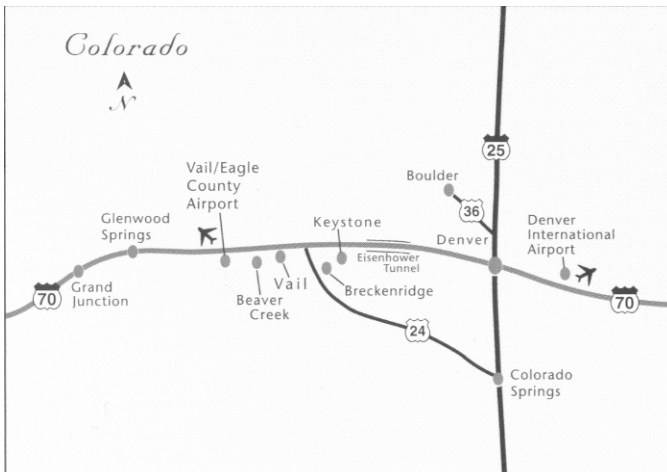 Colorado
N
25
Vail/Eagle
County
Airport
Boulder
36
Glenwood
Springs
Keystone
Denver
Denver
International
Airport
Eisenhower
Tunnel
70
Grand
Junction
Beaver
Creek
Vail
Breckenridge
70
24
Colorado
Springs